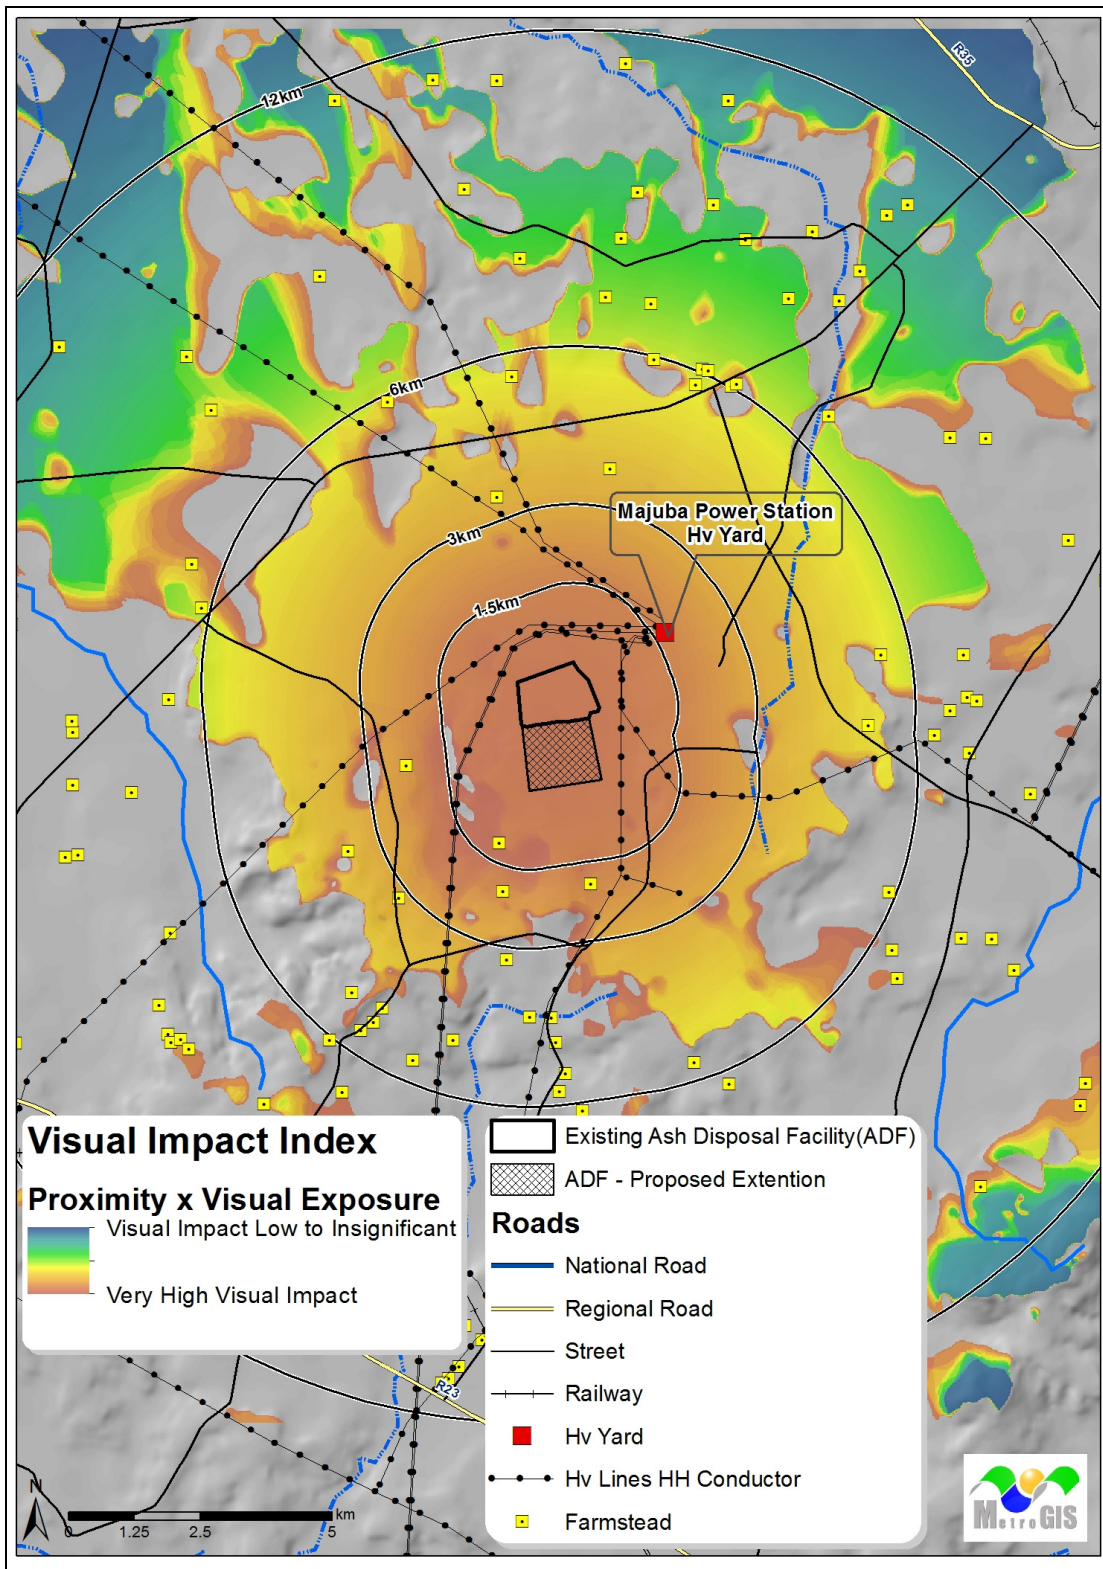 R35
12km
6km
Majuba Power Station
Hv Yard
3km
1.5km
Visual Impact Index
Proximity x Visual Exposure
Visual Impact Low to Insignificant
Very High Visual Impact
Existing Ash Disposal Facility(ADF)
ADF - Proposed Extention
Roads
National Road
Regional Road
Street
Railway
Hv Yard
Hv Lines HH Conductor
Farmstead
R23
N
km
0 1.25 2.5 5
MetroGIS